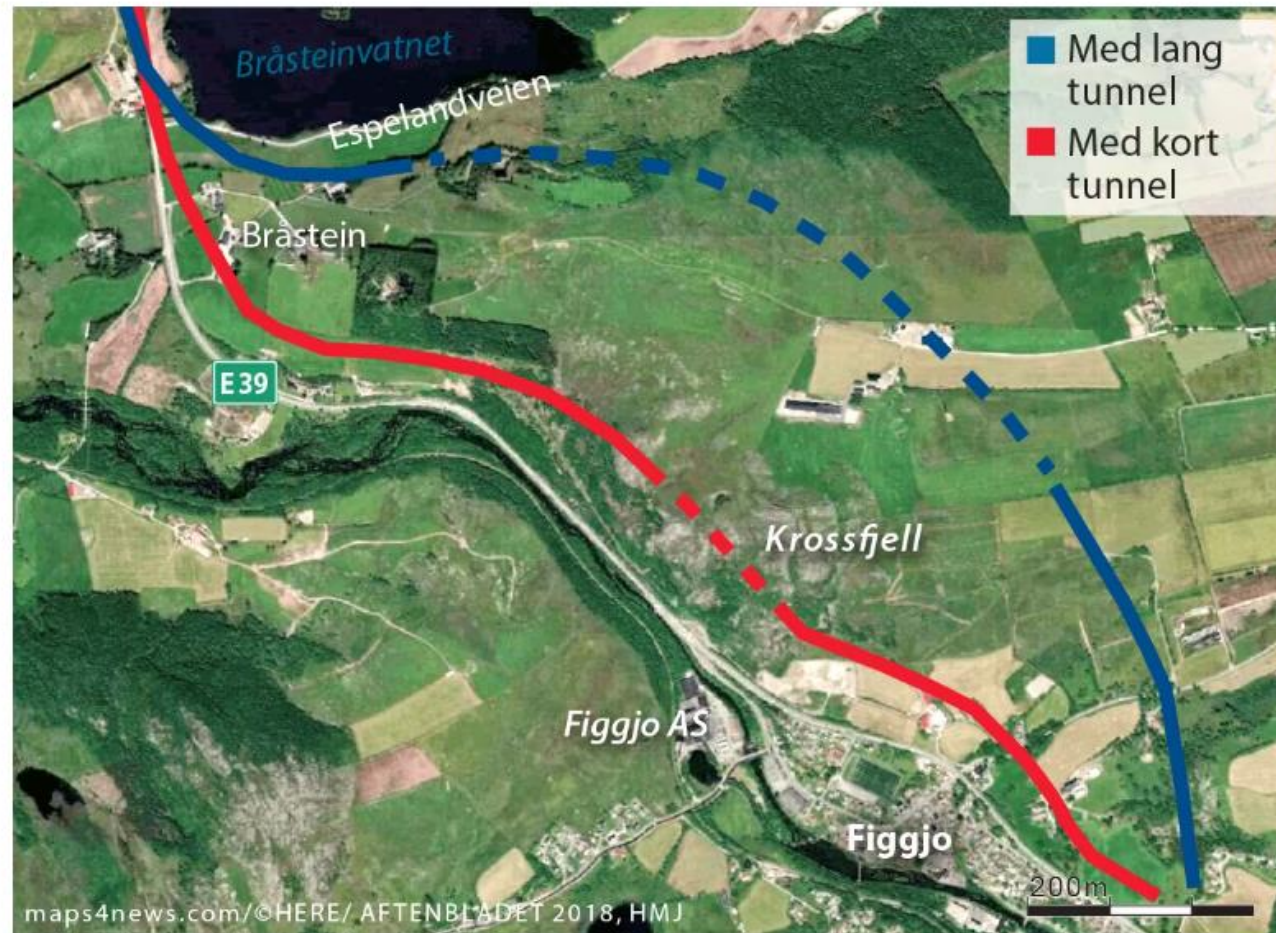 Bråsteinvatnet
Espelandveien
Med lang
tunnel
Med kort
tunnel
Bråstein
E 39
Krossfjell
Figgjo AS
Figgjo
200m
maps4news.com/©HERE/ AFTENBLADET 2018, HMJ